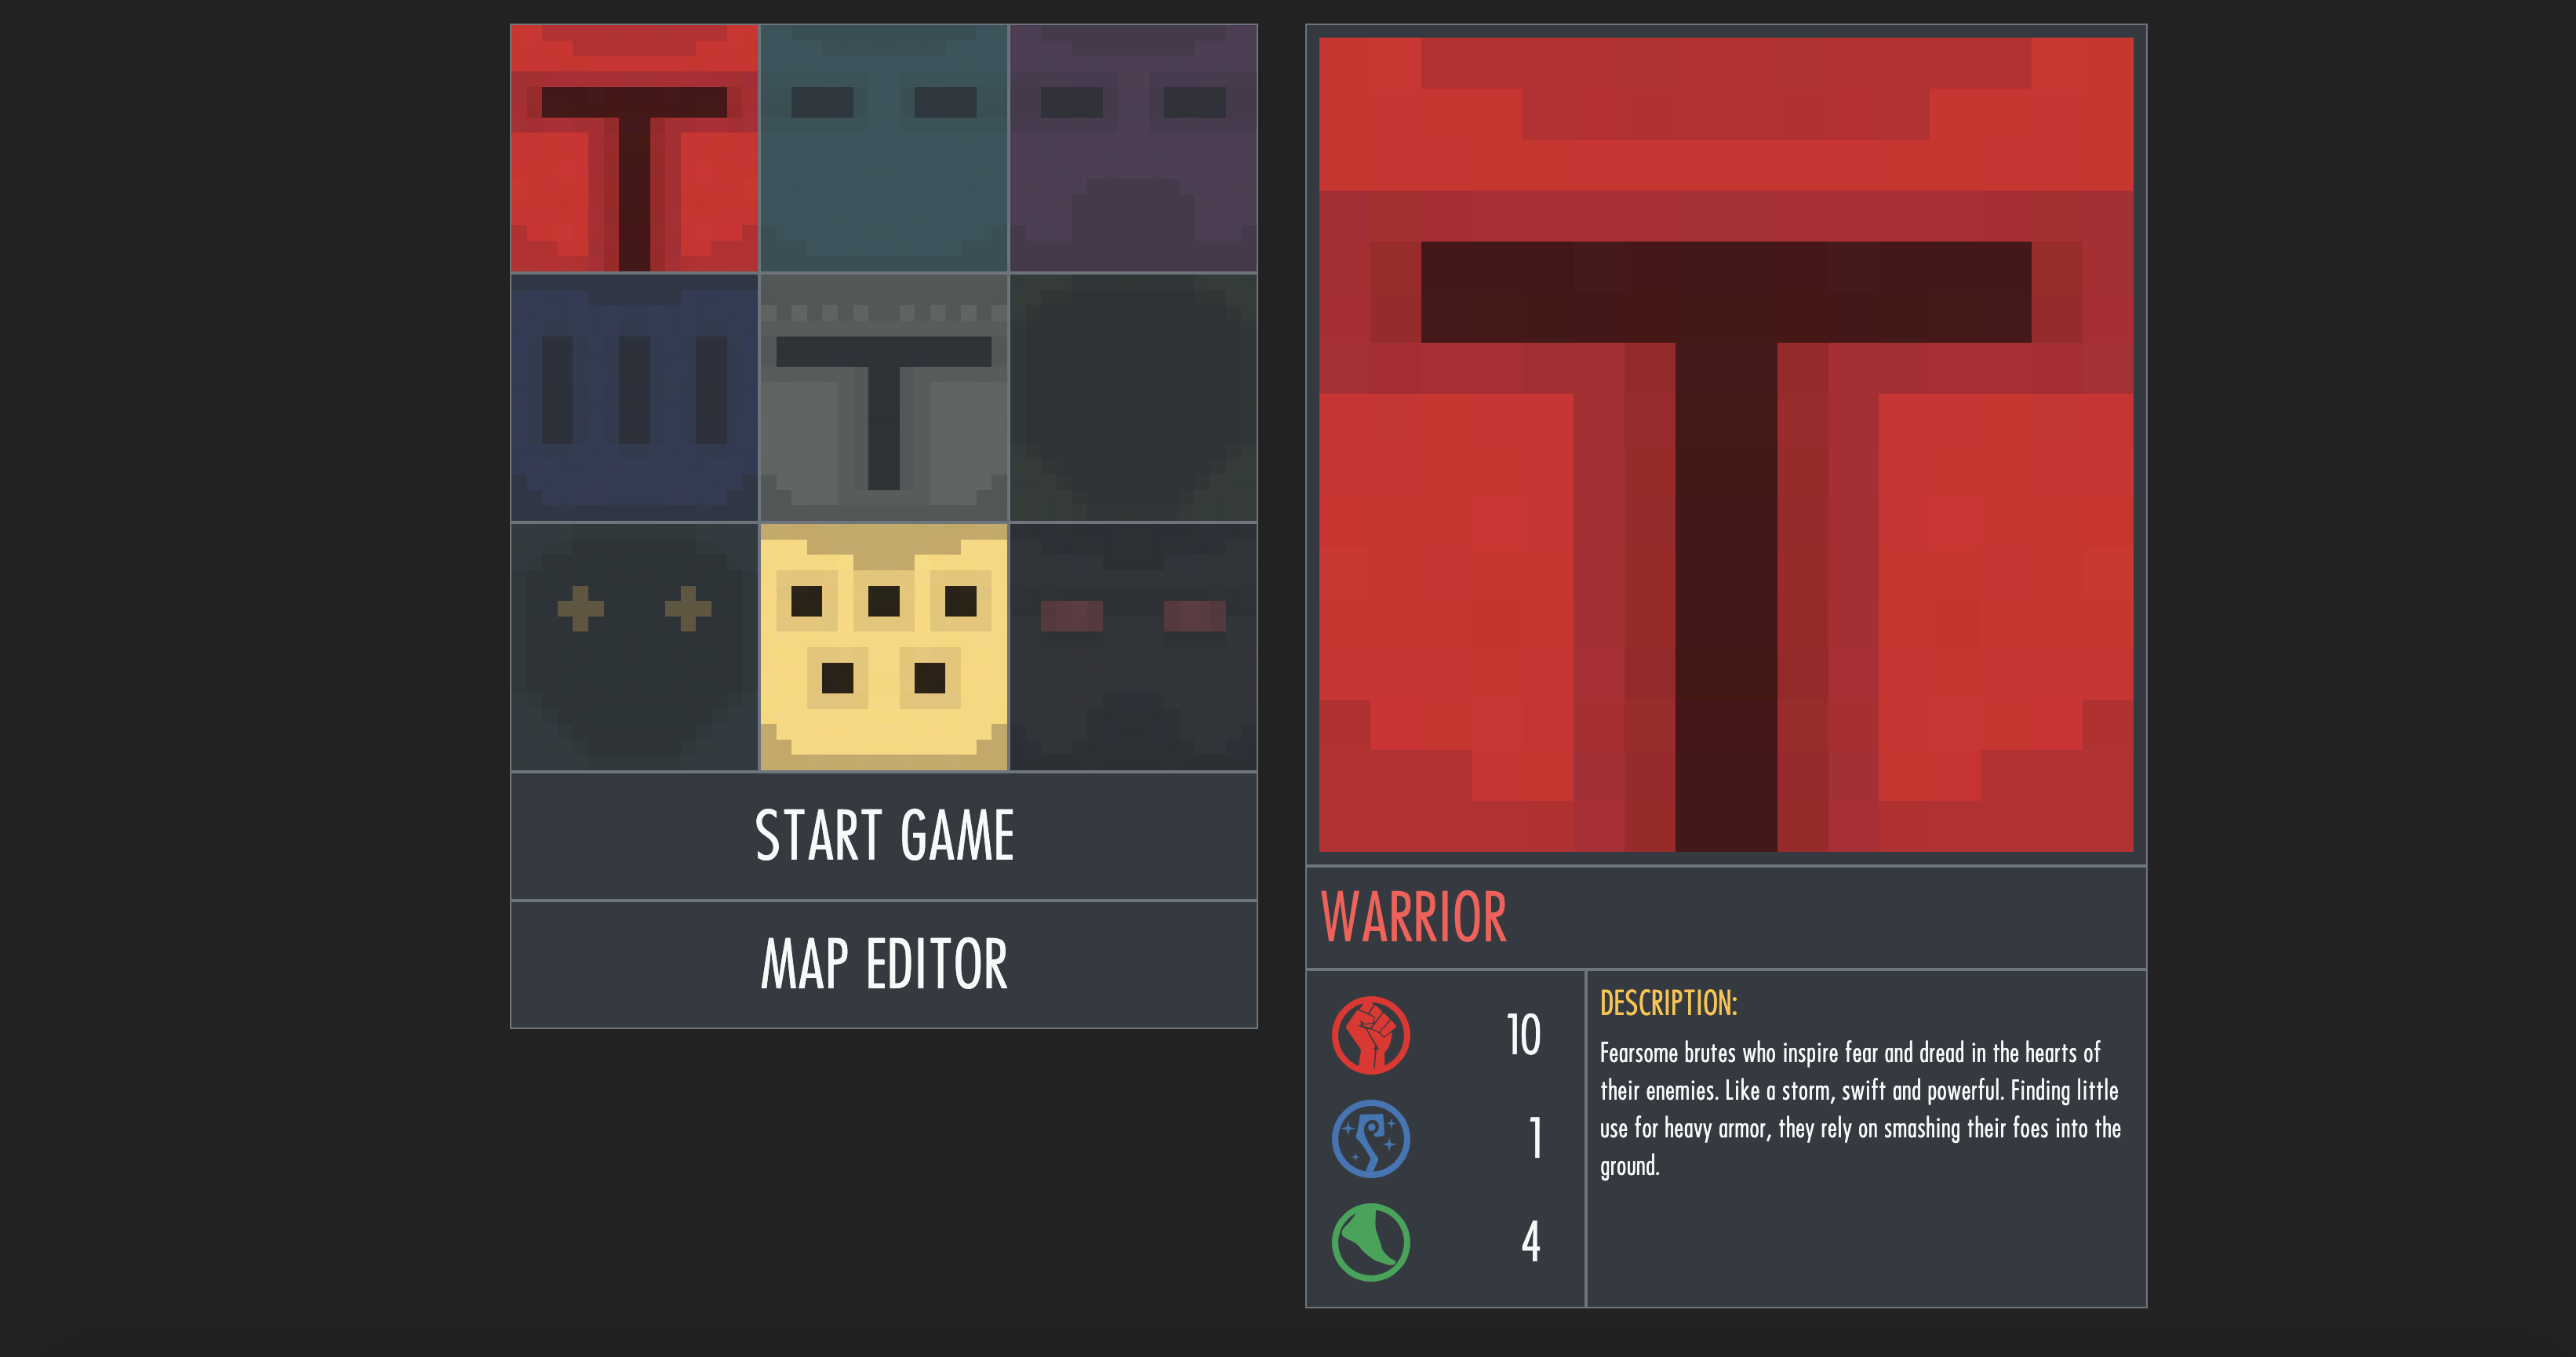 START GAME
MAP EDITOR
WARRIOR
10
1
4
DESCRIPTION:
Fearsome brutes who inspire fear and dread in the hearts of
their enemies. Like a storm, swift and powerful. Finding little
use for heavy armor, they rely on smashing their foes into the
ground.